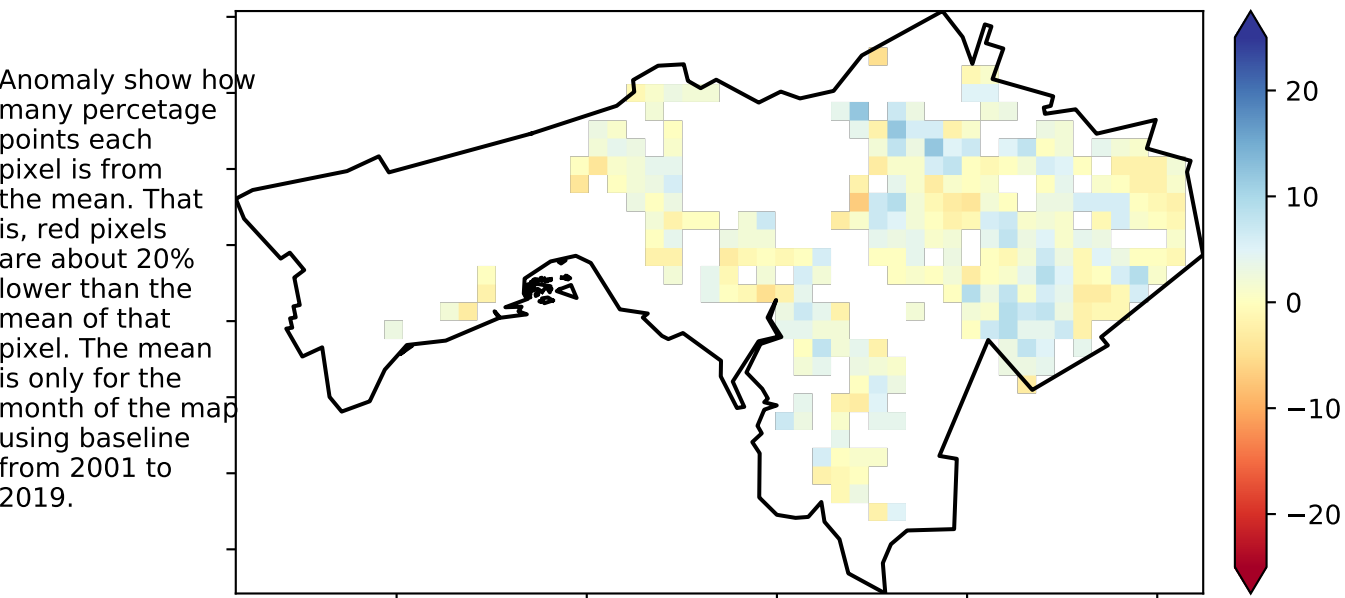 Anomaly show how
many percetage
points each
pixel is from
the mean. That
is, red pixels
are about 20%
lower than the
mean of that
pixel. The mean
is only for the
month of the map
using baseline
from 2001 to
2019.
20
10
0
−10
−20